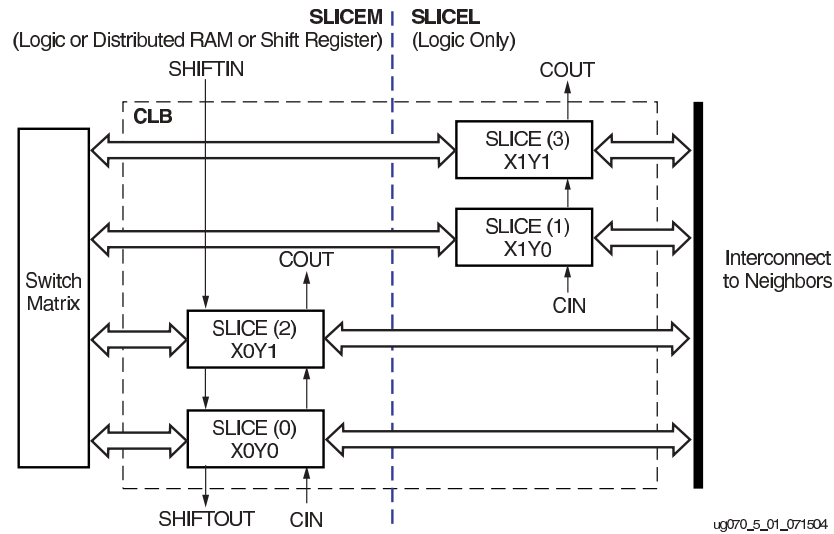 SLICEM
SLICEL
(Logic or Distributed RAM or Shift Register)
(Logic Only)
SHIFTIN
COUT
CLB
SLICE (3)
X1Y1
SLICE (1)
X1Y0
COUT
CIN
Switch
Matrix
Interconnect
to Neighbors
SLICE (2)
X0Y1
SLICE (0)
X0Y0
SHIFTOUT
CIN
ug070_5_01_071504